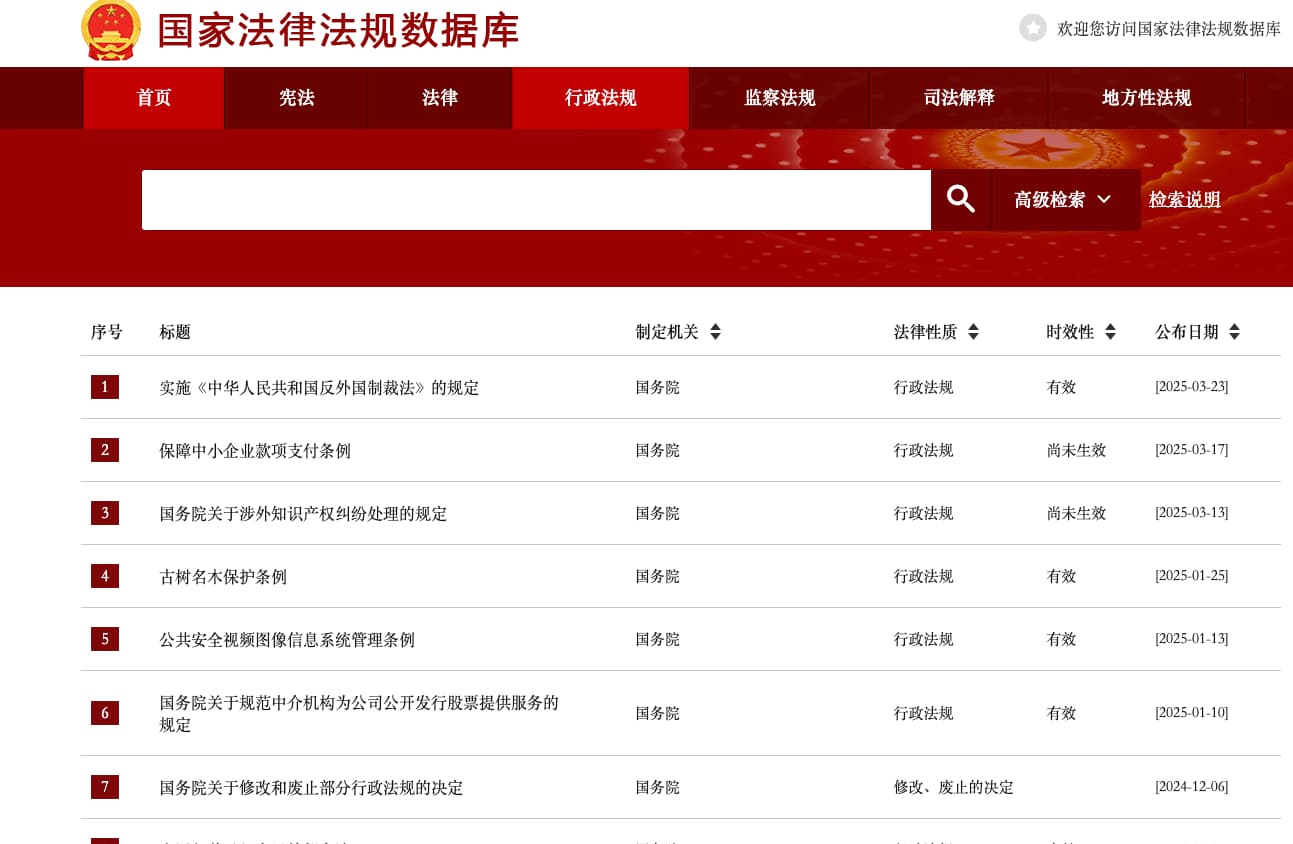 国家法律法规数据库
欢迎您访问国家法律法规数据库
首页 宪法 法律 行政法规 监察法规 司法解释 地方性法规
高级检索 检索说明
序号 标题 制定机关 法律性质 时效性 公布日期
1 实施《中华人民共和国反外国制裁法》的规定 国务院 行政法规 有效 [2025-03-23]
2 保障中小企业款项支付条例 国务院 行政法规 尚未生效 [2025-03-17]
3 国务院关于涉外知识产权纠纷处理的规定 国务院 行政法规 尚未生效 [2025-03-13]
4 古树名木保护条例 国务院 行政法规 有效 [2025-01-25]
5 公共安全视频图像信息系统管理条例 国务院 行政法规 有效 [2025-01-13]
6 国务院关于规范中介机构为公司公开发行股票提供服务的
规定 国务院 行政法规 有效 [2025-01-10]
7 国务院关于修改和废止部分行政法规的决定 国务院 修改、废止的决定 [2024-12-06]